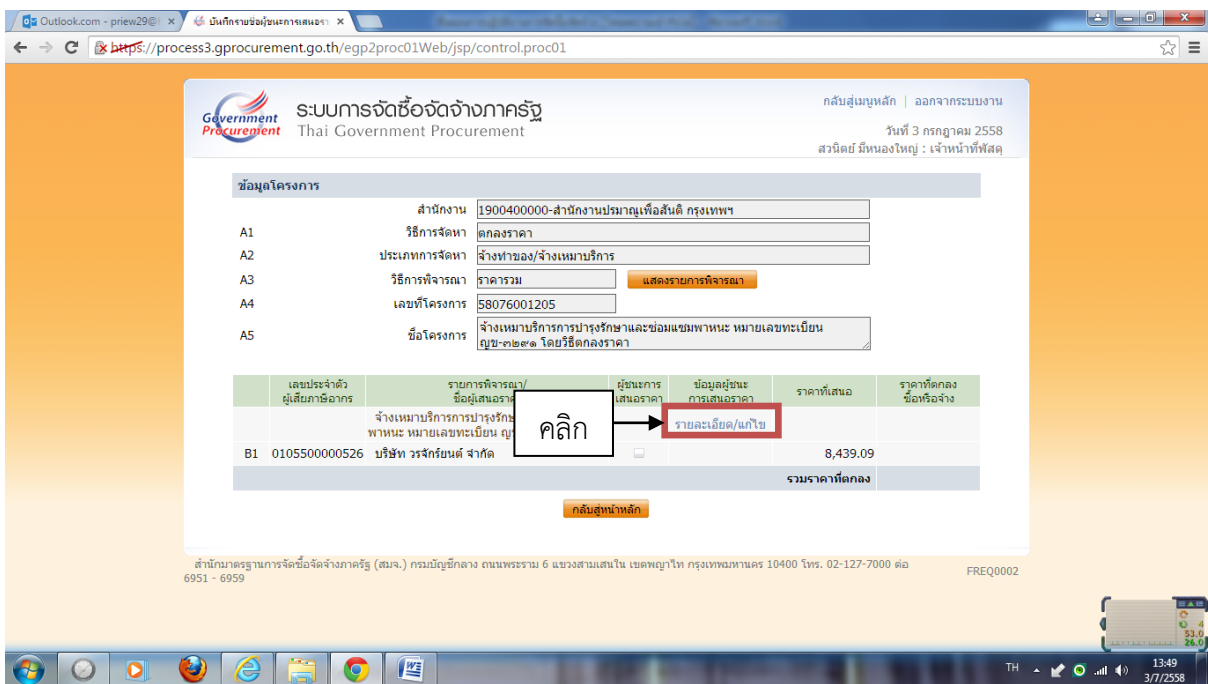 Outlook.com - priew29@
บันทึกรายชื่อผู้ชนะการเสนอรา
https://process3.gprocurement.go.th/egp2proc01Web/jsp/control.proc01
Government Procurement
ระบบการจัดซื้อจัดจ้างภาครัฐ
Thai Government Procurement
กลับสู่เมนูหลัก | ออกจากระบบงาน
วันที่ 3 กรกฎาคม 2558
สวนิตย์ มีหนองใหญ่ : เจ้าหน้าที่พัสดุ
ข้อมูลโครงการ
สำนักงาน 1900400000-สำนักงานปรมาณูเพื่อสันติ กรุงเทพฯ
A1 วิธีการจัดหา ตกลงราคา
A2 ประเภทการจัดหา จ้างทำของ/จ้างเหมาบริการ
A3 วิธีการพิจารณา ราคารวม แสดงรายการพิจารณา
A4 เลขที่โครงการ 58076001205
A5 ชื่อโครงการ จ้างเหมาบริการการบำรุงรักษาและซ่อมแซมพาหนะ หมายเลขทะเบียน
ญข-๓๒๙๑ โดยวิธีตกลงราคา
เลขประจำตัว รายการพิจารณา/ ผู้ชนะการ ข้อมูลผู้ชนะ ราคาที่เสนอ ราคาที่ตกลง
ผู้เสียภาษีอากร ชื่อผู้เสนอรา เสนอราคา การเสนอราคา ซื้อหรือจ้าง
จ้างเหมาบริการการบำรุงรักษ
พาหนะ หมายเลขทะเบียน ญ
คลิก
รายละเอียด/แก้ไข
B1 0105500000526 บริษัท วรจักร์ยนต์ จำกัด 8,439.09
รวมราคาที่ตกลง
กลับสู่หน้าหลัก
สำนักมาตรฐานการจัดซื้อจัดจ้างภาครัฐ (สมจ.) กรมบัญชีกลาง ถนนพระราม 6 แขวงสามเสนใน เขตพญาไท กรุงเทพมหานคร 10400 โทร. 02-127-7000 ต่อ
6951 - 6959
FREQ0002
53.0
26.0
TH
13:49
3/7/2558